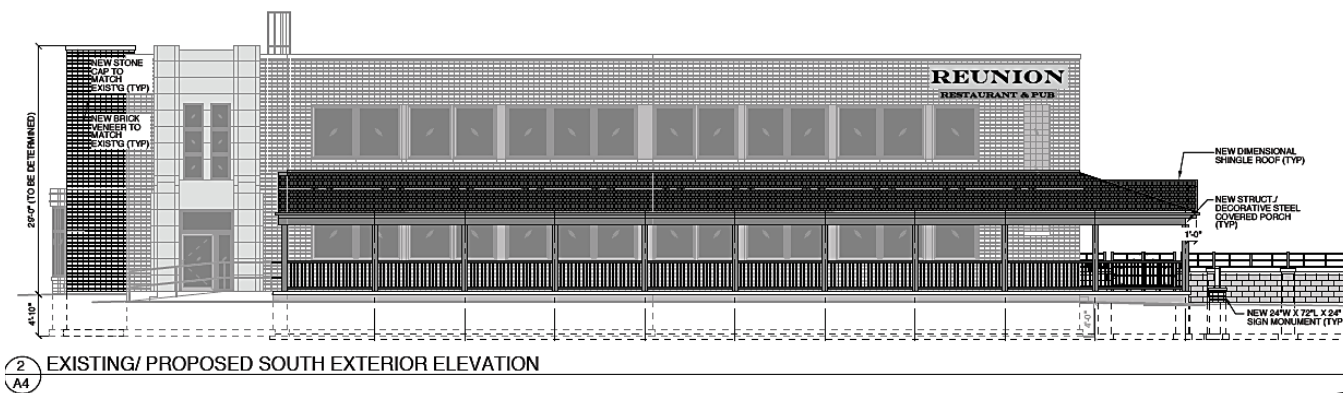 NEW STONE
CAP TO
MATCH
EXIST'G (TYP)
NEW BRICK
VENEER TO
MATCH
EXIST'G (TYP)
29'-0" (TO BE DETERMINED)
4'-10"
REUNION
RESTAURANT & PUB
NEW DIMENSIONAL
SHINGLE ROOF (TYP)
NEW STRUCT./
DECORATIVE STEEL
COVERED PORCH
(TYP)
1'-0"
4'-0"
NEW 24"W X 72"L X 24"
SIGN MONUMENT (TYP
2
A4
EXISTING/ PROPOSED SOUTH EXTERIOR ELEVATION